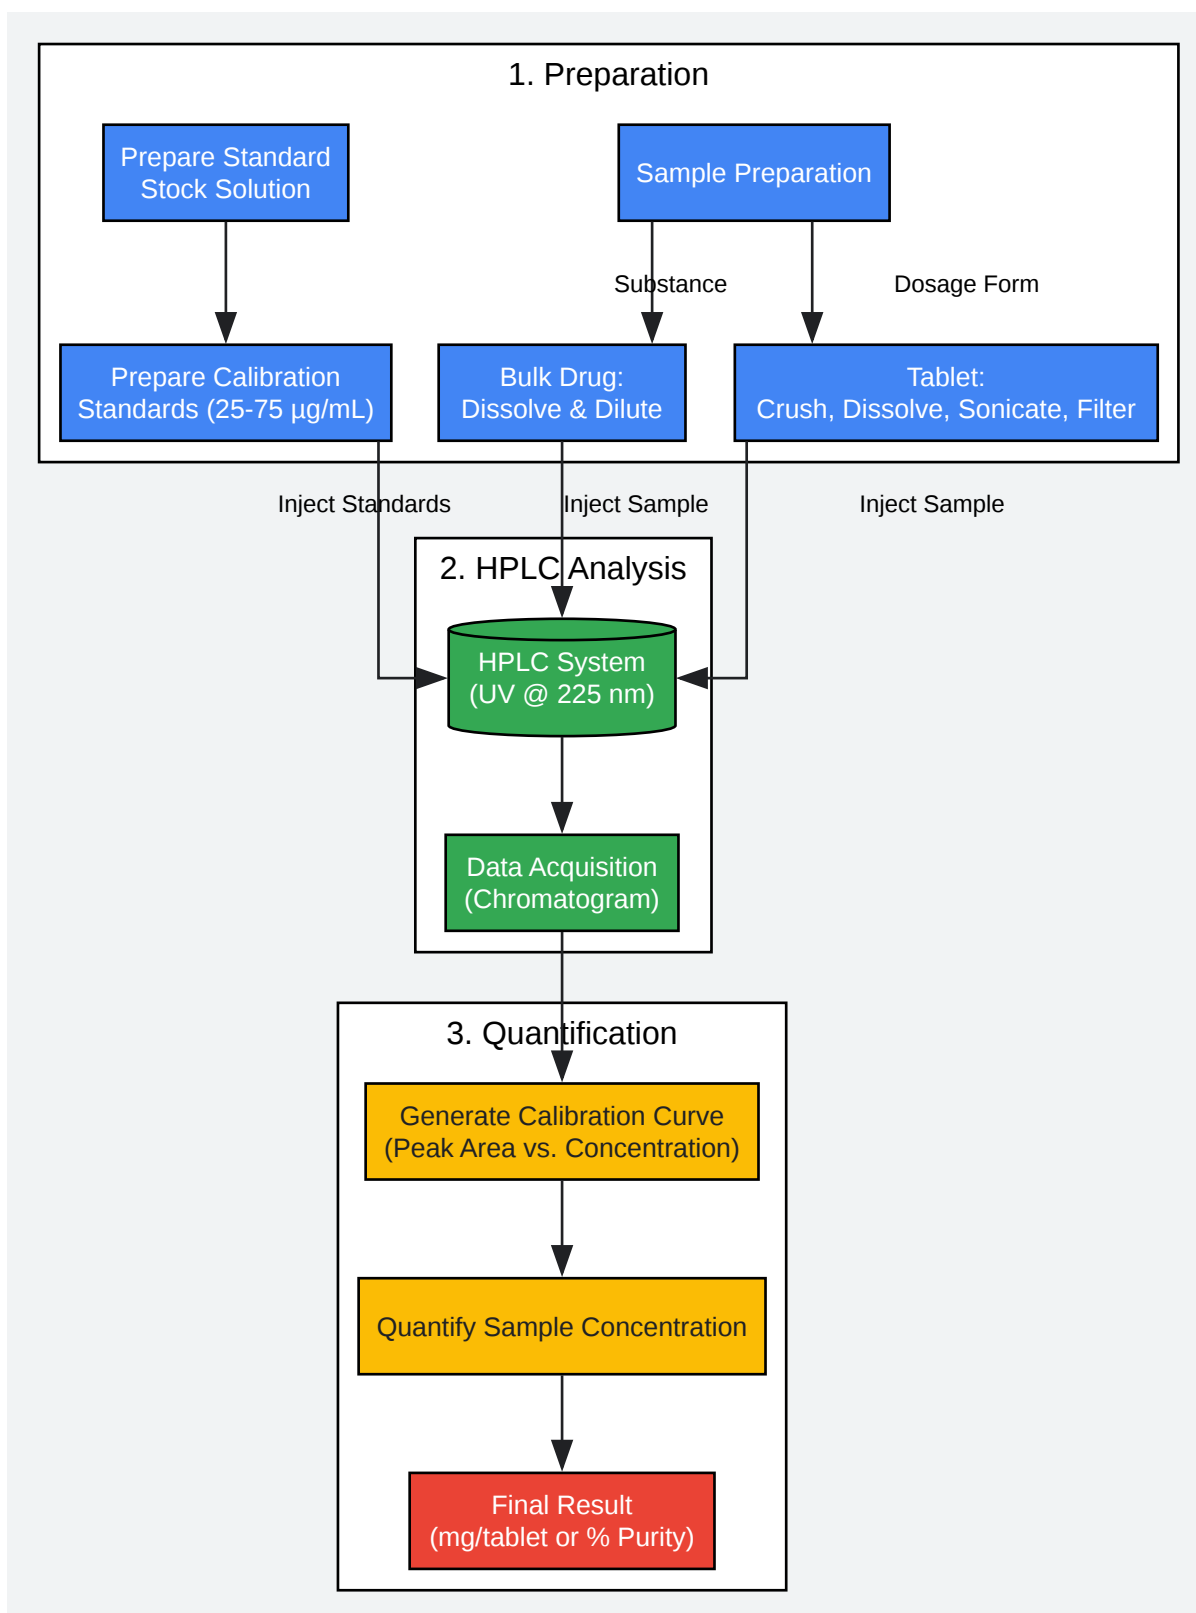 1. Preparation
Prepare Standard
Stock Solution
Sample Preparation
Substance
Dosage Form
Prepare Calibration
Standards (25-75 µg/mL)
Bulk Drug:
Dissolve & Dilute
Tablet:
Crush, Dissolve, Sonicate, Filter
Inject Standards
Inject Sample
Inject Sample
2. HPLC Analysis
HPLC System
(UV @ 225 nm)
Data Acquisition
(Chromatogram)
3. Quantification
Generate Calibration Curve
(Peak Area vs. Concentration)
Quantify Sample Concentration
Final Result
(mg/tablet or % Purity)